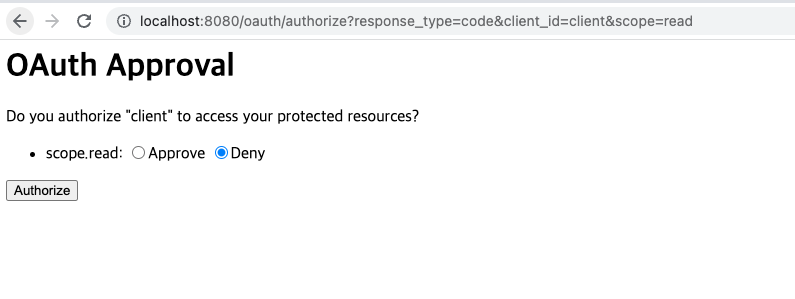 localhost:8080/oauth/authorize?response_type=code&client_id=client&scope=read
OAuth Approval
Do you authorize "client" to access your protected resources?
• scope.read: Approve Deny
Authorize